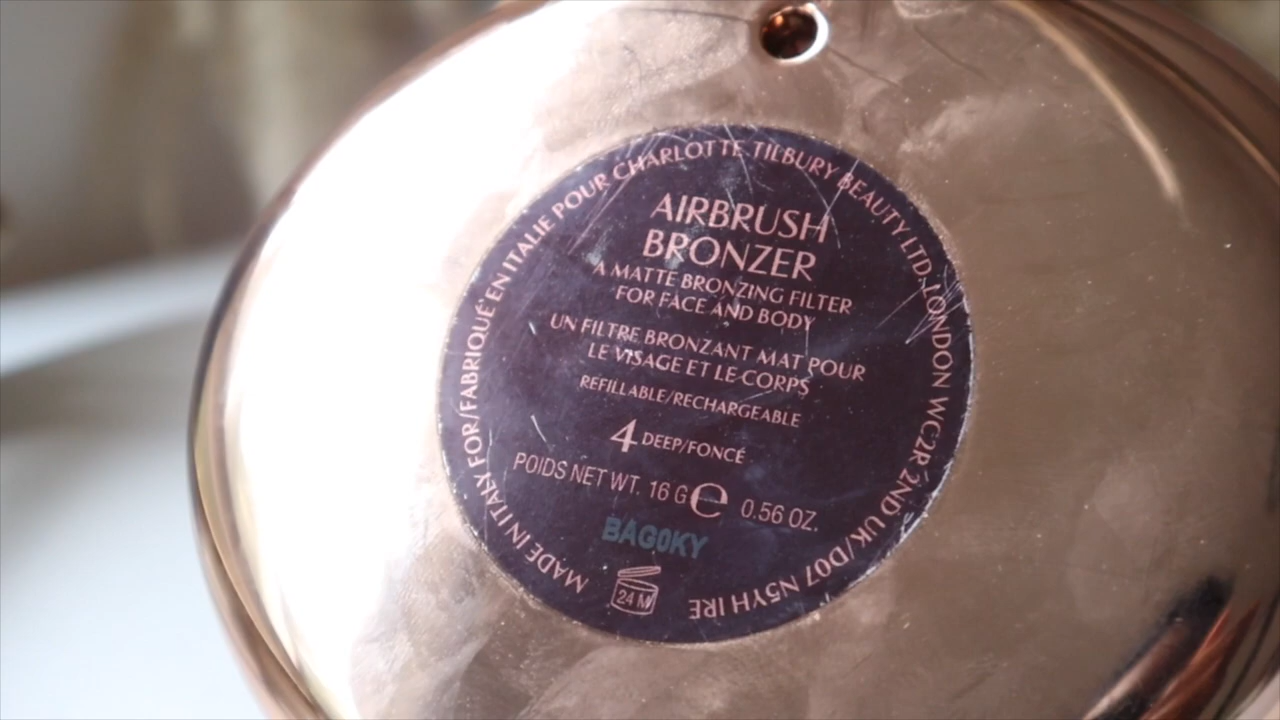 MADE IN ITALY FOR/FABRIQUÉ EN ITALIE POUR CHARLOTTE TILBURY BEAUTY LTD. LONDON WC2R 2ND UK/D07 N5YH IRE
AIRBRUSH
BRONZER
A MATTE BRONZING FILTER
FOR FACE AND BODY
UN FILTRE BRONZANT MAT POUR
LE VISAGE ET LE CORPS
REFILLABLE/RECHARGEABLE
4 DEEP/FONCÉ
POIDS NET WT. 16 G e 0.56 OZ.
BAG0KY
24 M